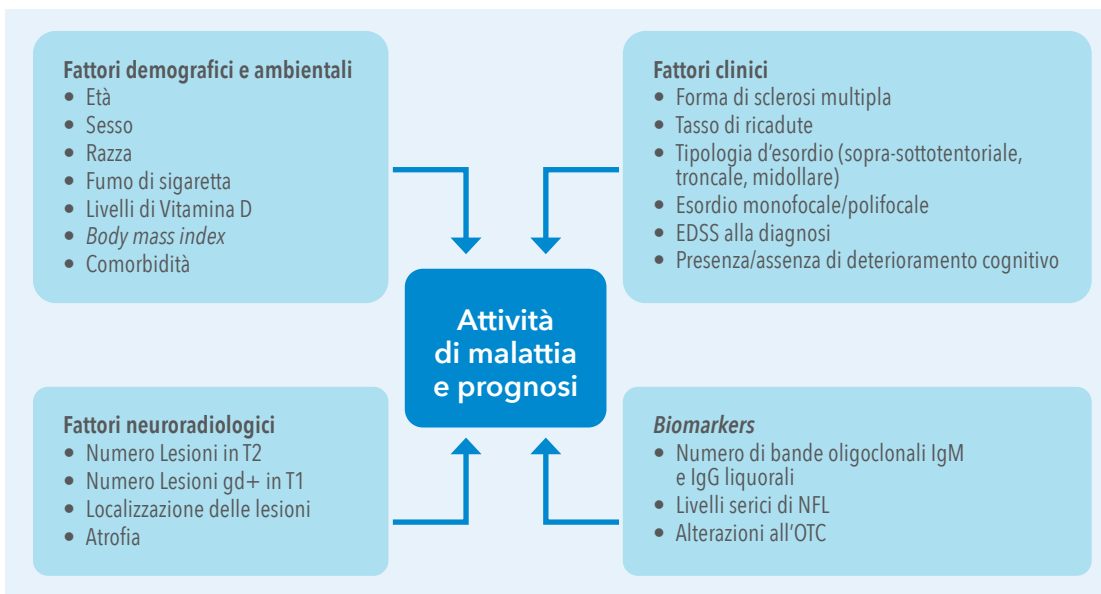 Fattori demografici e ambientali
• Età
• Sesso
• Razza
• Fumo di sigaretta
• Livelli di Vitamina D
• Body mass index
• Comorbidità
Fattori clinici
• Forma di sclerosi multipla
• Tasso di ricadute
• Tipologia d'esordio (sopra-sottotentoriale,
troncale, midollare)
• Esordio monofocale/polifocale
• EDSS alla diagnosi
• Presenza/assenza di deterioramento cognitivo
Attività
di malattia
e prognosi
Fattori neuroradiologici
• Numero Lesioni in T2
• Numero Lesioni gd+ in T1
• Localizzazione delle lesioni
• Atrofia
Biomarkers
• Numero di bande oligoclonali IgM
e IgG liquorali
• Livelli serici di NFL
• Alterazioni all'OTC